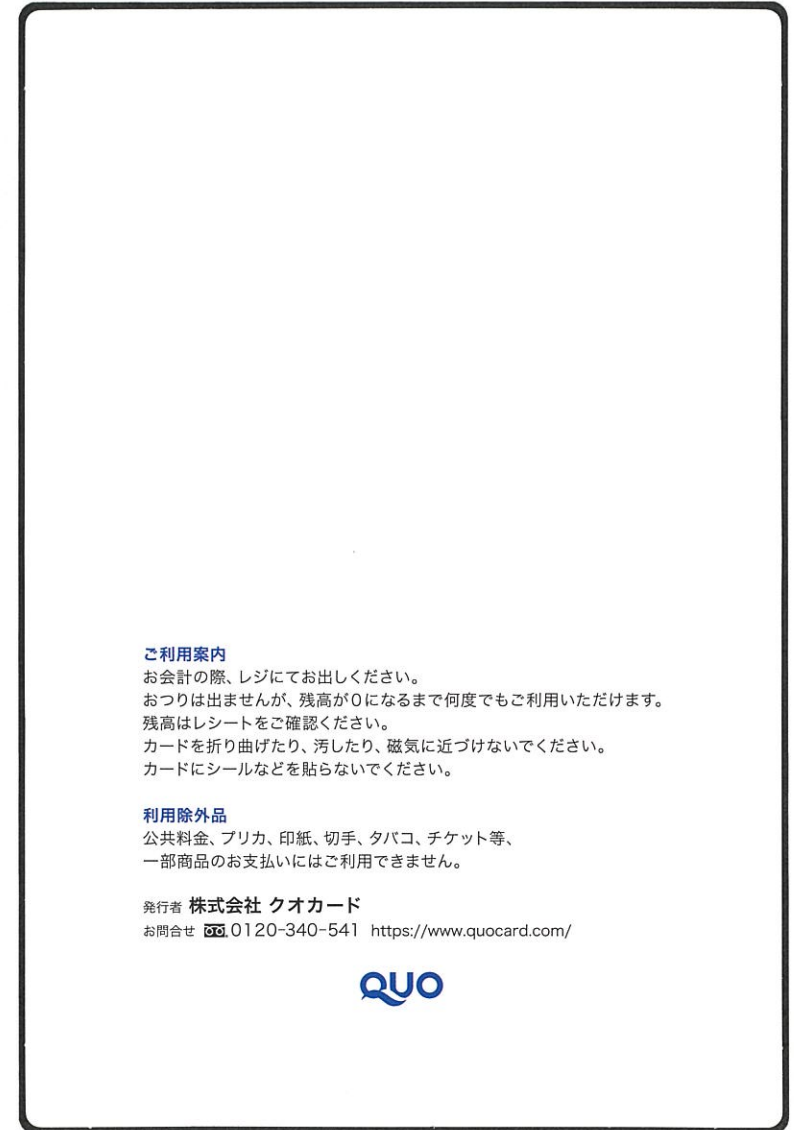 ご利用案内
お会計の際、レジにてお出しください。
おつりは出ませんが、残高が0になるまで何度でもご利用いただけます。
残高はレシートをご確認ください。
カードを折り曲げたり、汚したり、磁気に近づけないでください。
カードにシールなどを貼らないでください。
利用除外品
公共料金、プリカ、印紙、切手、タバコ、チケット等、
一部商品のお支払いにはご利用できません。
発行者 株式会社 クオカード
お問合せ 0120-340-541 https://www.quocard.com/
QUO